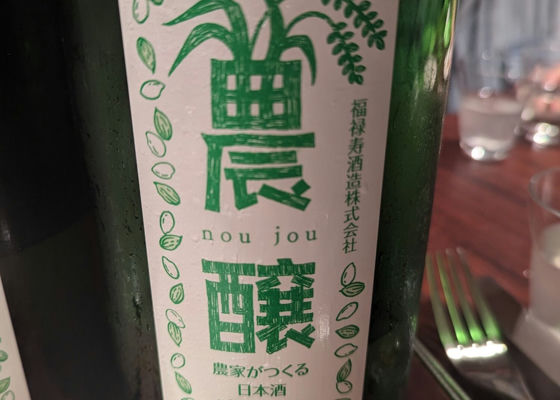 農
nou jou
醸
農家がつくる
日本酒
福禄寿酒造株式会社